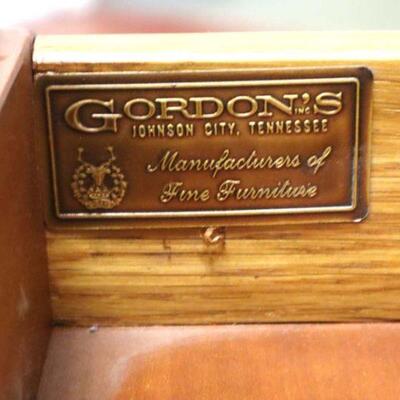 GORDON'S INC
JOHNSON CITY, TENNESSEE
Manufacturers of
Fine Furniture